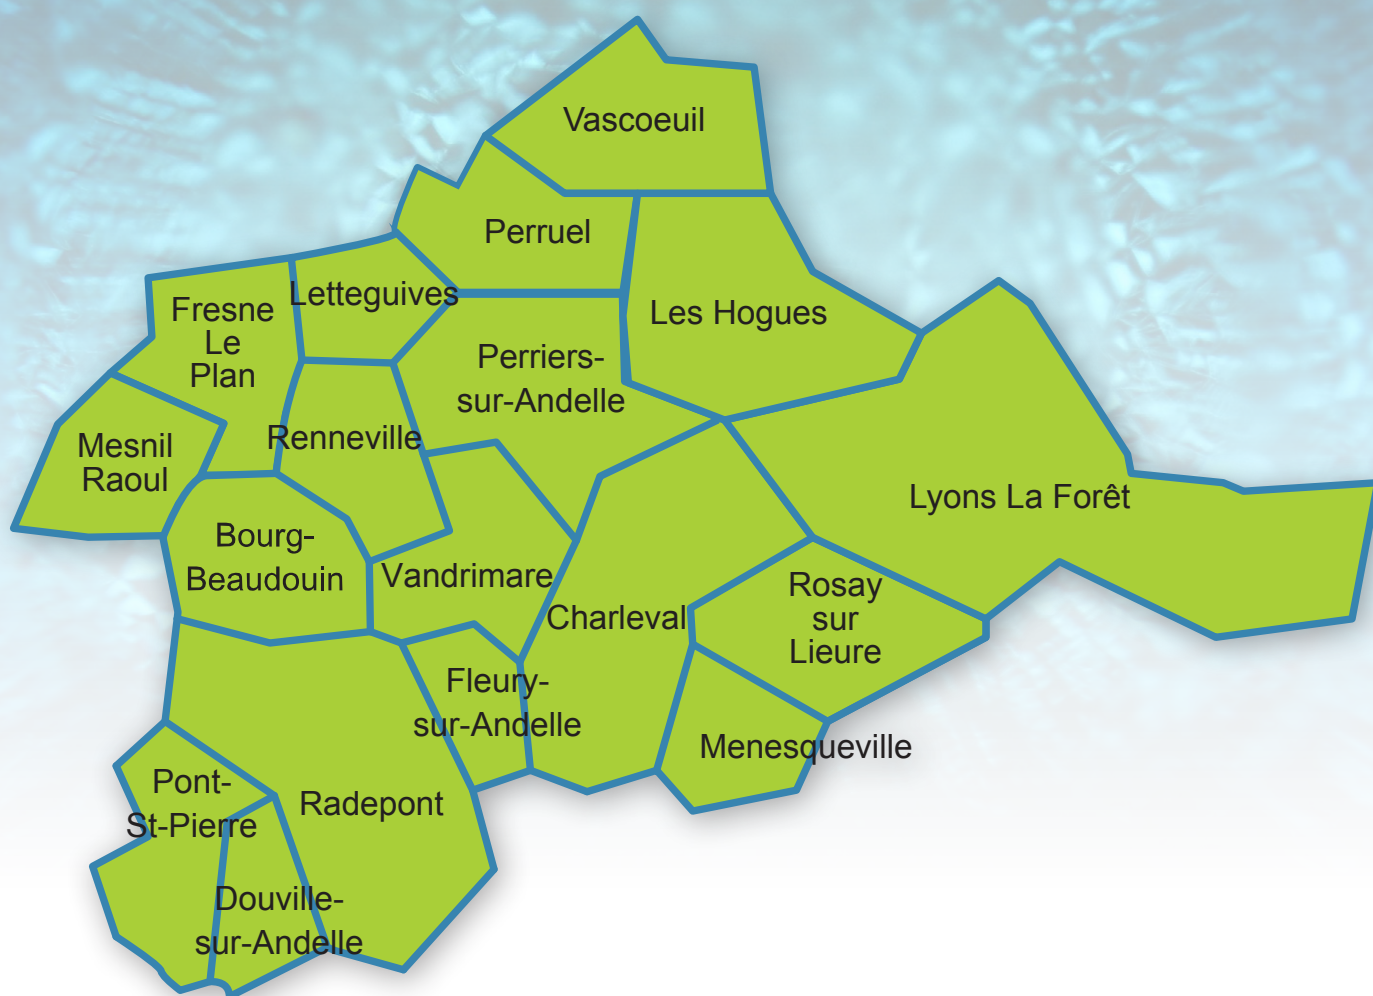 Vascoeuil
Perruel
Letteguives
Les Hogues
Fresne
Le
Plan
Perriers-
sur-Andelle
Mesnil
Raoul
Renneville
Lyons La Forêt
Bourg-
Beaudouin
Vandrimare
Charleval
Rosay
sur
Lieure
Fleury-
sur-Andelle
Menesqueville
Pont-
St-Pierre
Radepont
Douville-
sur-Andelle